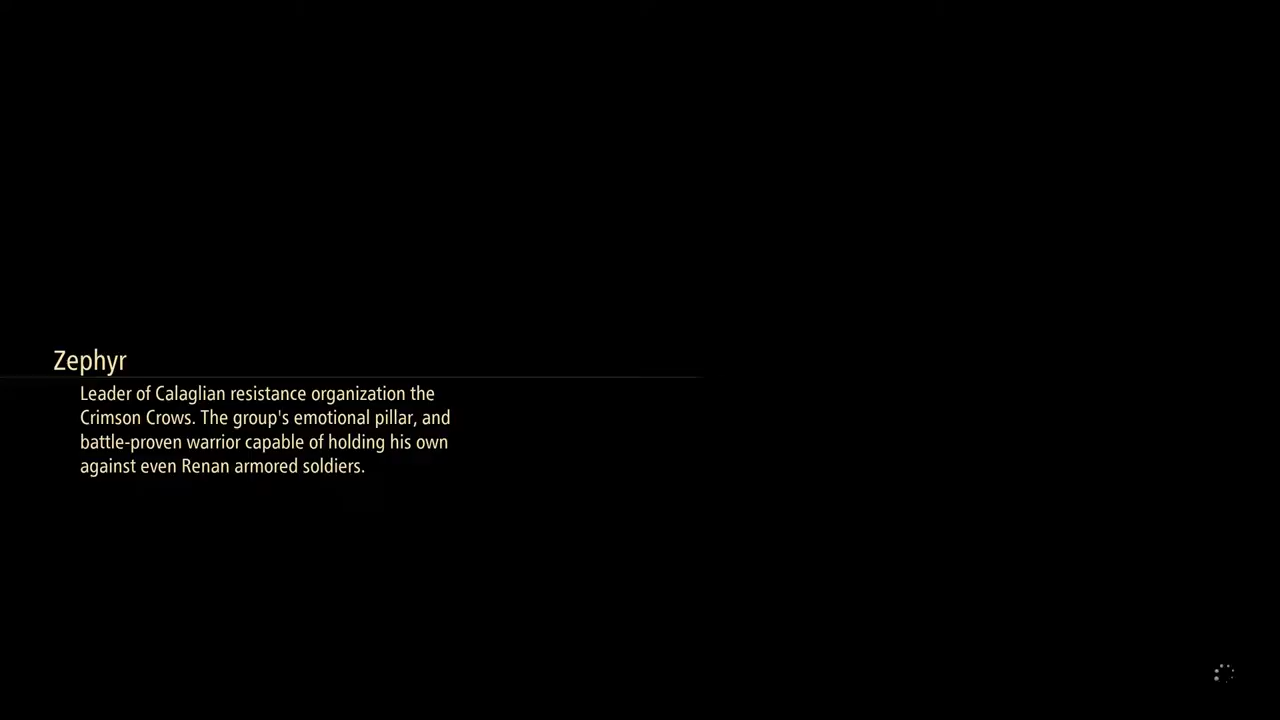 Zephyr
Leader of Calaglian resistance organization the
Crimson Crows. The group's emotional pillar, and
battle-proven warrior capable of holding his own
against even Renan armored soldiers.